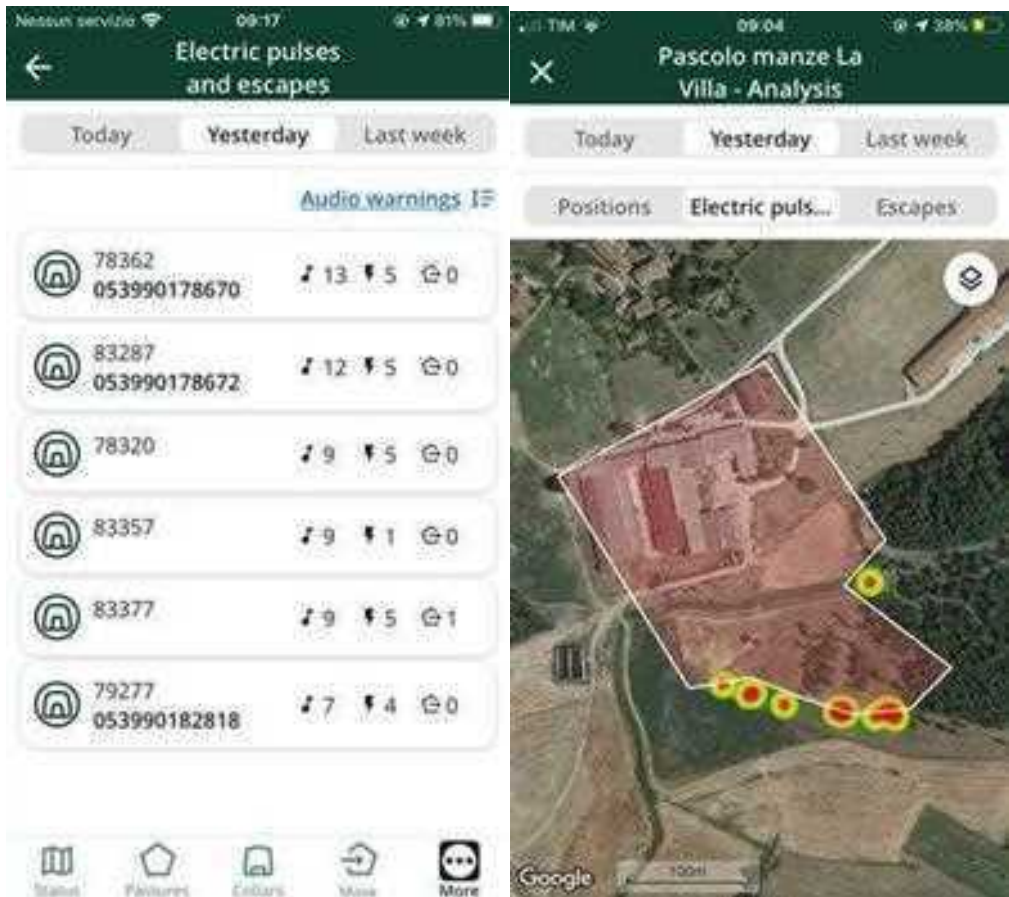 Nessun servizio 09:17 81%
Electric pulses
and escapes
Today Yesterday Last week
Audio warnings
78362
053990178670
13 5 0
83287
053990178672
12 5 0
78320
9 5 0
83357
9 1 0
83377
9 5 1
79277
053990182818
7 4 0
Status Pastures Collars Move More
TIM 09:04 38%
Pascolo manze La
Villa - Analysis
Today Yesterday Last week
Positions Electric puls... Escapes
Google
100m